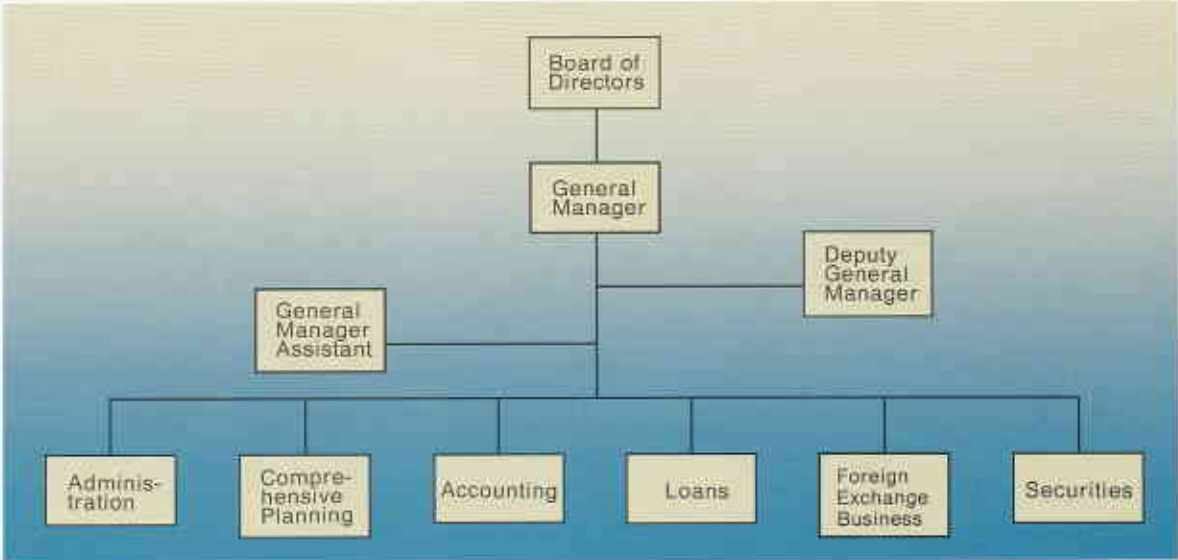 Board of
Directors
General
Manager
Deputy
General
Manager
General
Manager
Assistant
Adminis-
tration
Compre-
hensive
Planning
Accounting
Loans
Foreign
Exchange
Business
Securities